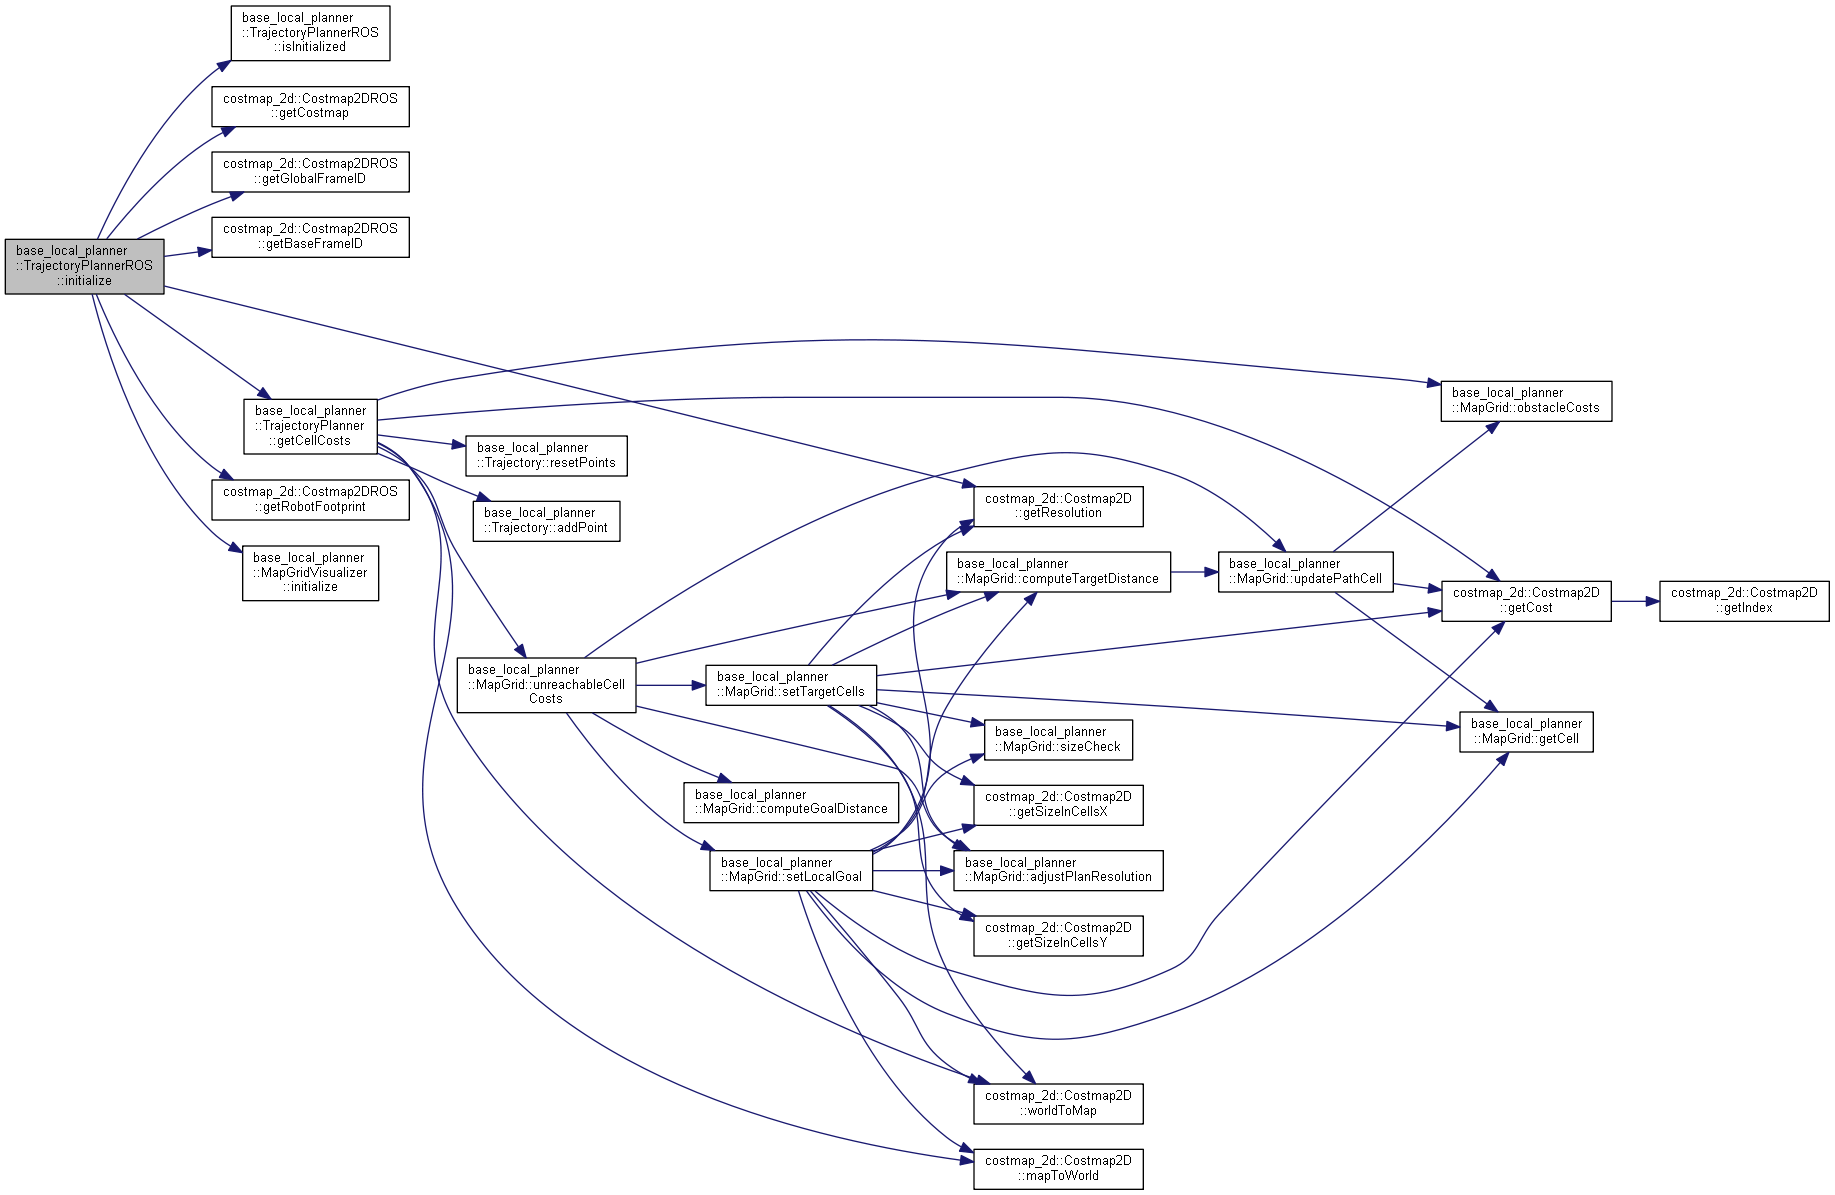 base_local_planner
::TrajectoryPlannerROS
::isInitialized
costmap_2d::Costmap2DROS
::getCostmap
costmap_2d::Costmap2DROS
::getGlobalFrameID
costmap_2d::Costmap2DROS
::getBaseFrameID
base_local_planner
::TrajectoryPlannerROS
::initialize
base_local_planner
::TrajectoryPlanner
::getCellCosts
costmap_2d::Costmap2DROS
::getRobotFootprint
base_local_planner
::MapGridVisualizer
::initialize
base_local_planner
::Trajectory::resetPoints
base_local_planner
::Trajectory::addPoint
base_local_planner
::MapGrid::unreachableCell
Costs
base_local_planner
::MapGrid::setTargetCells
base_local_planner
::MapGrid::computeGoalDistance
base_local_planner
::MapGrid::setLocalGoal
costmap_2d::Costmap2D
::getResolution
base_local_planner
::MapGrid::computeTargetDistance
base_local_planner
::MapGrid::sizeCheck
costmap_2d::Costmap2D
::getSizeInCellsX
base_local_planner
::MapGrid::adjustPlanResolution
costmap_2d::Costmap2D
::getSizeInCellsY
costmap_2d::Costmap2D
::worldToMap
costmap_2d::Costmap2D
::mapToWorld
base_local_planner
::MapGrid::updatePathCell
base_local_planner
::MapGrid::obstacleCosts
costmap_2d::Costmap2D
::getCost
base_local_planner
::MapGrid::getCell
costmap_2d::Costmap2D
::getIndex